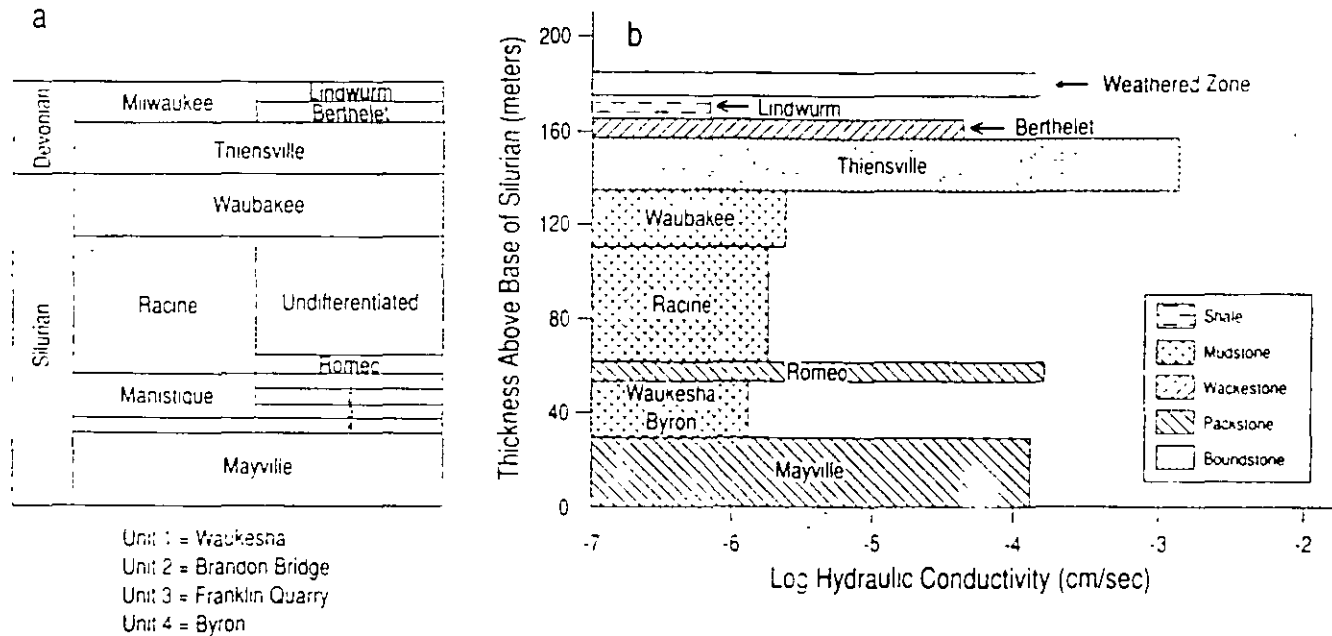 a
Devonian
Silurian
Milwaukee
Lindwurm
Berthelet
Thiensville
Waubakee
Racine
Undifferentiated
Romeo
Manistique
Mayville
Unit 1 = Waukesha
Unit 2 = Brandon Bridge
Unit 3 = Franklin Quarry
Unit 4 = Byron
b
Thickness Above Base of Silurian (meters)
200
160
120
80
40
0
Weathered Zone
Lindwurm
Berthelet
Thiensville
Waubakee
Racine
Romeo
Waukesha
Byron
Mayville
Shale
Mudstone
Wackestone
Packstone
Boundstone
-7 -6 -5 -4 -3 -2
Log Hydraulic Conductivity (cm/sec)